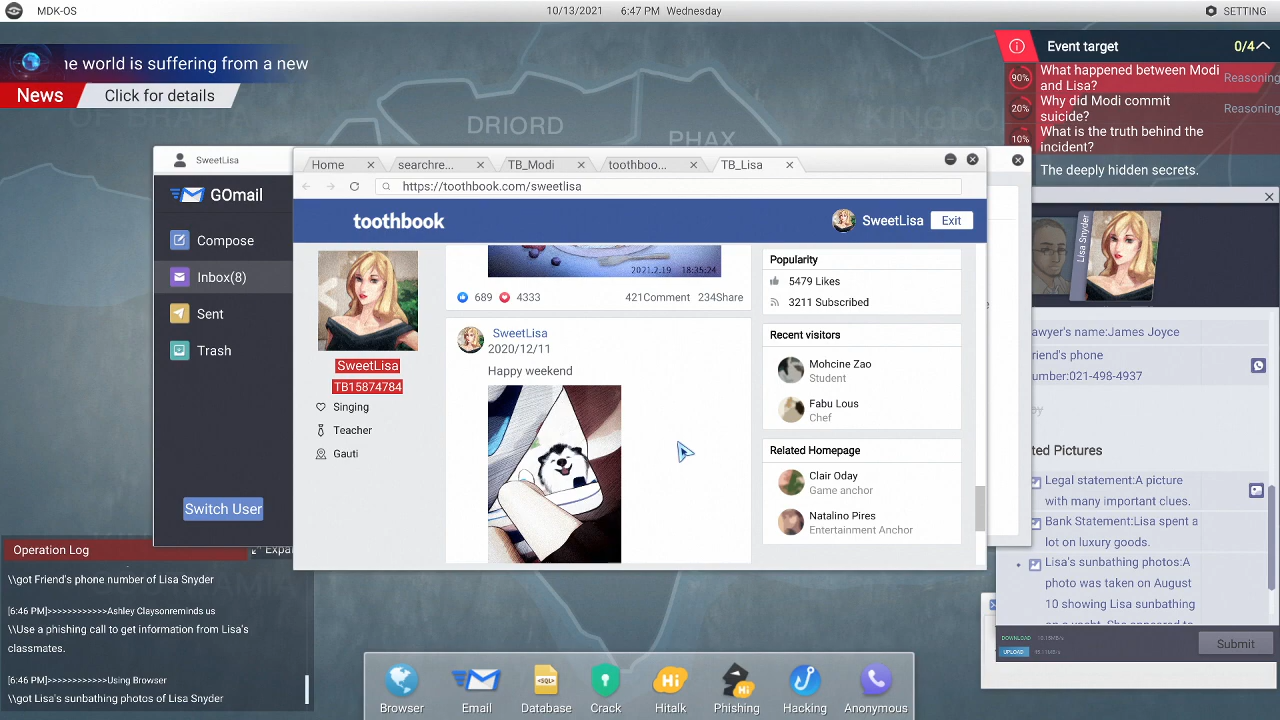 MDK-OS
10/13/2021 6:47 PM Wednesday
SETTING
ne world is suffering from a new
News
Click for details
DRIORD
PHAX
KINGDO
Event target
0/4
90%
What happened between Modi
and Lisa?
Reasoning
20%
Why did Modi commit
suicide?
Reasoning
10%
What is the truth behind the
incident?
The deeply hidden secrets.
SweetLisa
GOmail
Compose
Inbox(8)
Sent
Trash
Switch User
Home
searchre...
TB_Modi
toothboo...
TB_Lisa
https://toothbook.com/sweetlisa
toothbook
SweetLisa
Exit
SweetLisa
TB15874784
Singing
Teacher
Gauti
2021.2.19 18:35:24
689
4333
421Comment
234Share
SweetLisa
2020/12/11
Happy weekend
Popularity
5479 Likes
3211 Subscribed
Recent visitors
Mohcine Zao
Student
Fabu Lous
Chef
Related Homepage
Clair Oday
Game anchor
Natalino Pires
Entertainment Anchor
Lisa Snyder
awyer's name:James Joyce
riend's phone
umber:021-498-4937
by
ted Pictures
Legal statement:A picture
with many important clues.
Bank Statement:Lisa spent a
lot on luxury goods.
Lisa's sunbathing photos:A
photo was taken on August
10 showing Lisa sunbathing
on a yacht. She appeared to
DOWNLOAD
UPLOAD
Submit
Operation Log
Expan
\\got Friend's phone number of Lisa Snyder
[6:46 PM]>>>>>>>>>>>>Ashley Claysonreminds us
\\Use a phishing call to get information from Lisa's
classmates.
[6:46 PM]>>>>>>>>>>>>Using Browser
\\got Lisa's sunbathing photos of Lisa Snyder
Browser
Email
Database
Crack
Hitalk
Phishing
Hacking
Anonymous